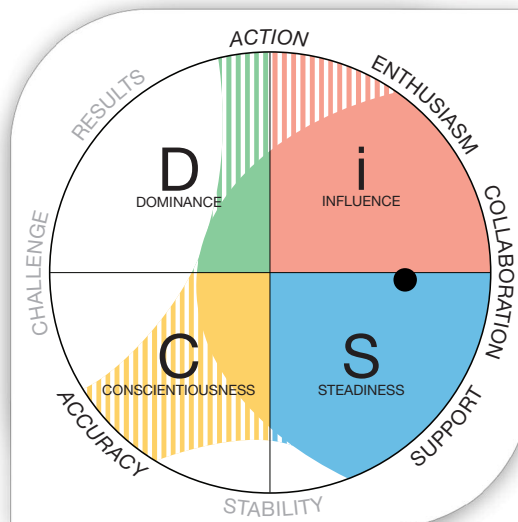 ACTION
RESULTS
ENTHUSIASM
D
DOMINANCE
i
INFLUENCE
CHALLENGE
COLLABORATION
C
CONSCIENTIOUSNESS
S
STEADINESS
ACCURACY
SUPPORT
STABILITY